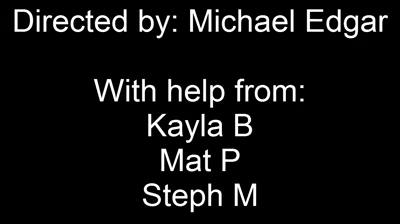 Directed by: Michael Edgar
With help from:
Kayla B
Mat P
Steph M